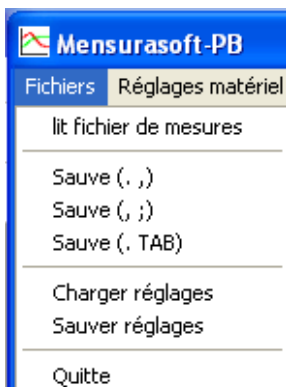 Mensurasoft-PB
Fichiers Réglages matériel
lit fichier de mesures
Sauve (. ,)
Sauve (, ;)
Sauve (. TAB)
Charger réglages
Sauver réglages
Quitte